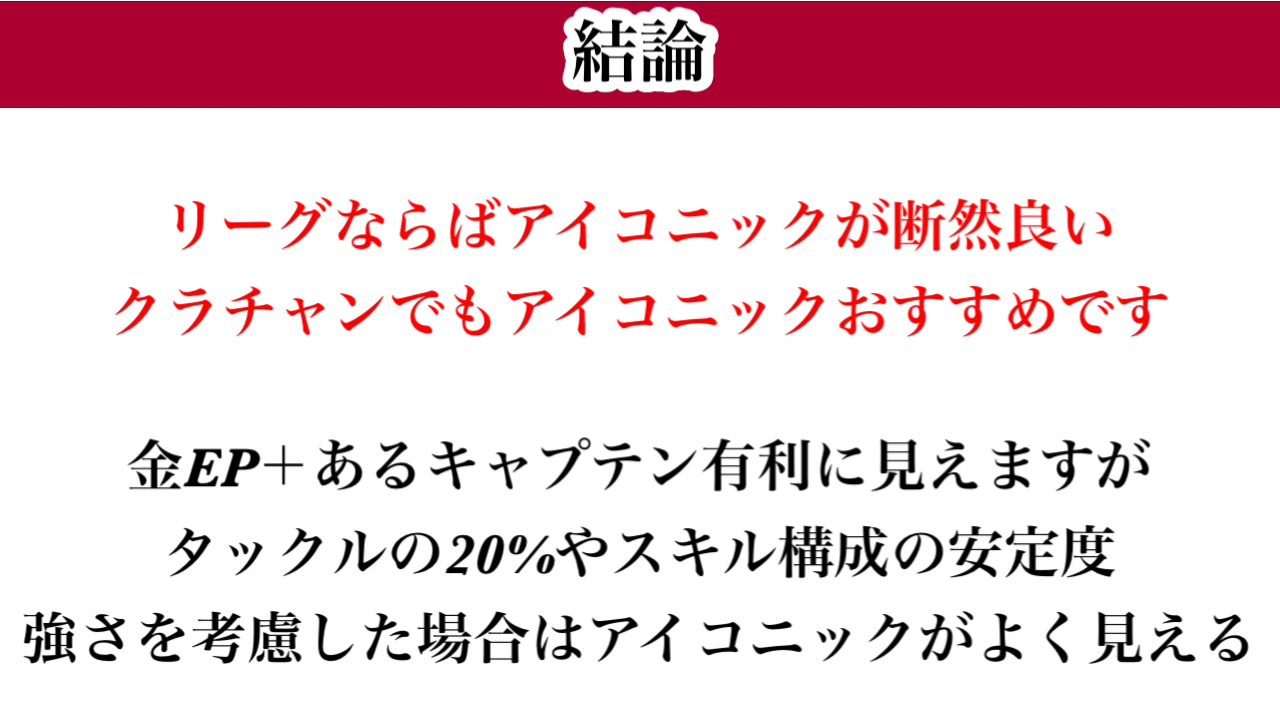 結論
リーグならばアイコニックが断然良い
クラチャンでもアイコニックおすすめです
金EP＋あるキャプテン有利に見えますが
タックルの20%やスキル構成の安定度
強さを考慮した場合はアイコニックがよく見える